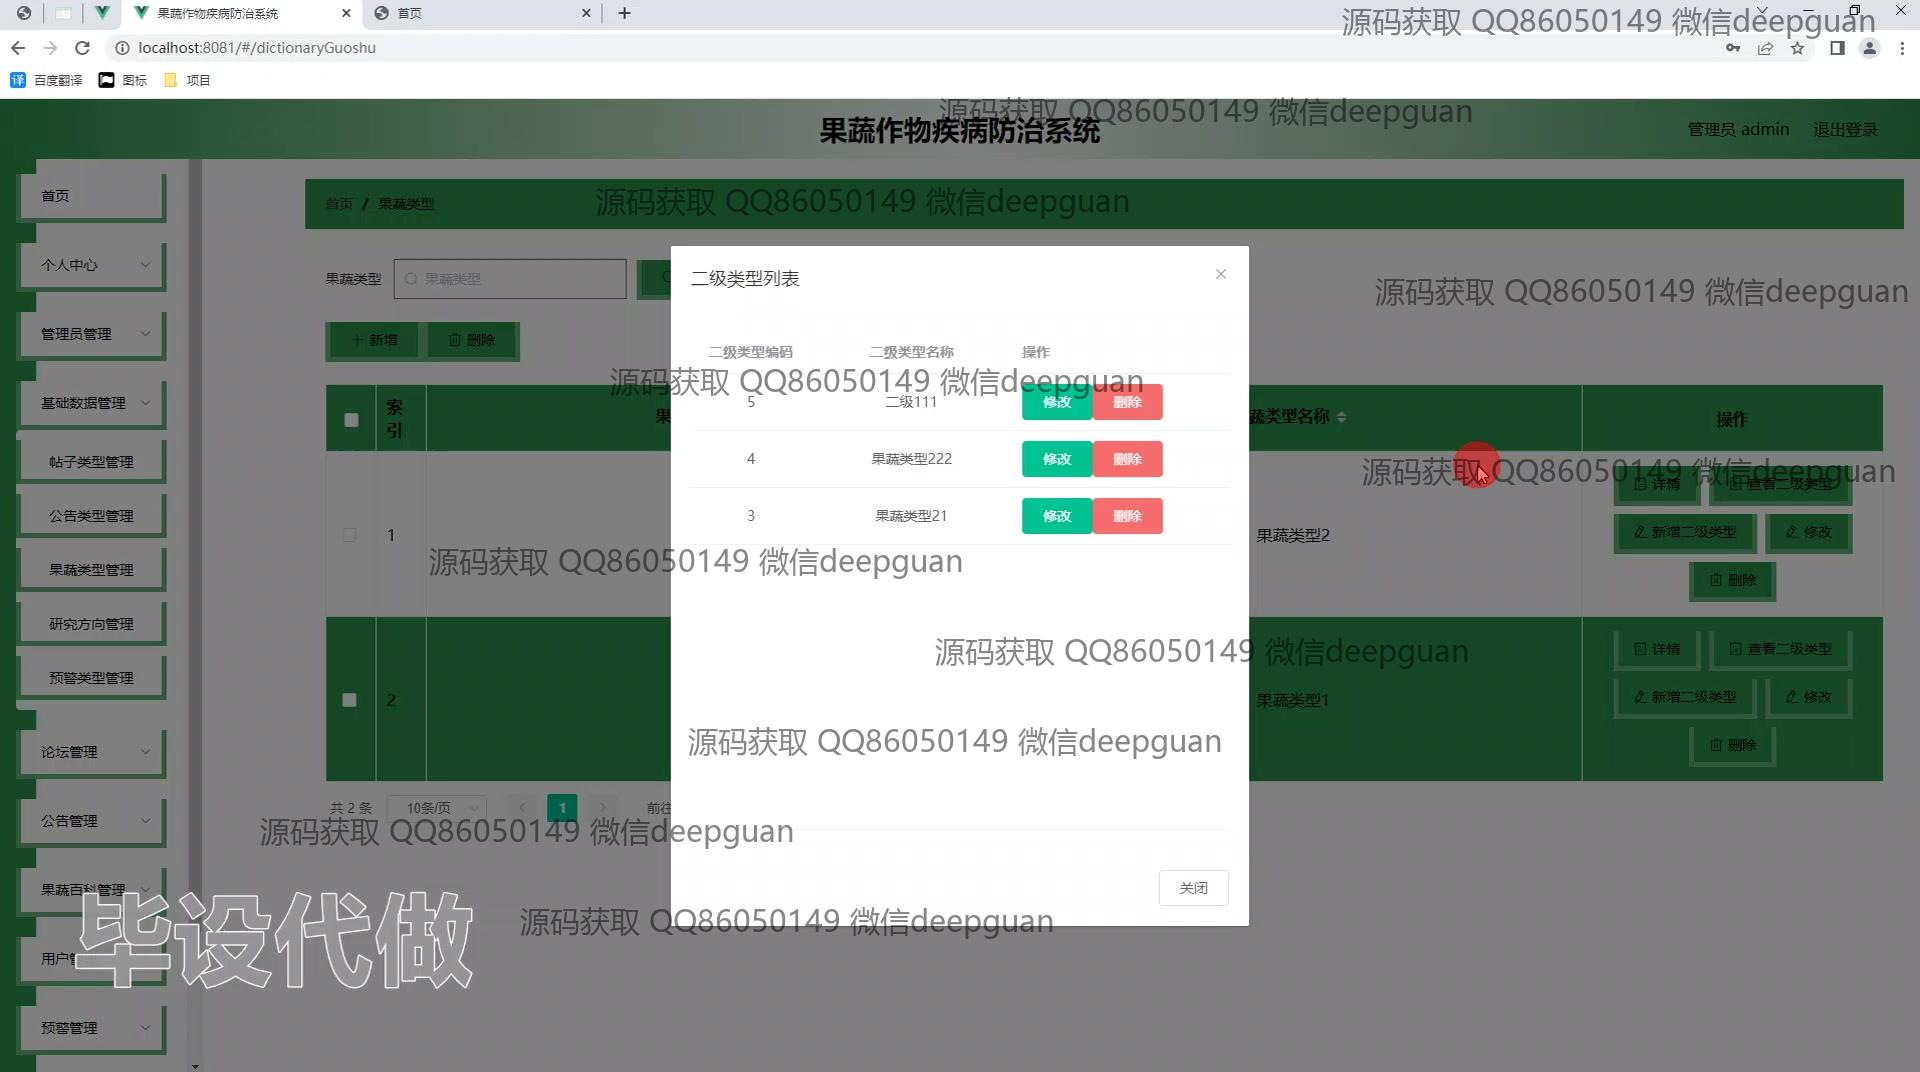 果蔬作物疾病防治系统
首页
源码获取 QQ86050149 微信deepguan
localhost:8081/#/dictionaryGuoshu
译 百度翻译 图标 项目
源码获取 QQ86050149 微信deepguan
果蔬作物疾病防治系统
管理员 admin 退出登录
首页
首页 / 果蔬类型
源码获取 QQ86050149 微信deepguan
个人中心
果蔬类型 果蔬类型
二级类型列表
源码获取 QQ86050149 微信deepguan
管理员管理
新增 删除
二级类型编码 二级类型名称 操作
源码获取 QQ86050149 微信deepguan
基础数据管理
索引
蔬类型名称
操作
5 二级111 修改 删除
4 果蔬类型222 修改 删除
3 果蔬类型21 修改 删除
帖子类型管理
源码获取 QQ86050149 微信deepguan
详情 查看二级类型
公告类型管理
1
果蔬类型2
新增二级类型 修改
删除
源码获取 QQ86050149 微信deepguan
果蔬类型管理
研究方向管理
源码获取 QQ86050149 微信deepguan
预警类型管理
2
果蔬类型1
详情 查看二级类型
新增二级类型 修改
删除
论坛管理
源码获取 QQ86050149 微信deepguan
共 2 条 10条/页 1 前往
公告管理
源码获取 QQ86050149 微信deepguan
果蔬百科管理
关闭
源码获取 QQ86050149 微信deepguan
毕设代做
预警管理